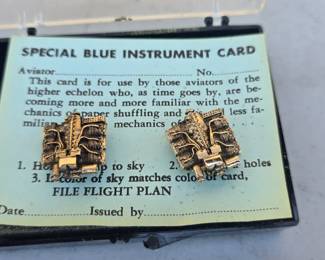 SPECIAL BLUE INSTRUMENT CARD
Aviator........................ No..............
This card is for use by those aviators of the
higher echelon who, as time goes by, are be-
coming more and more familiar with the me-
chanics of paper shuffling and less fa-
mili mechanics o . . .
1. H up to sky 2. holes
3. Is color of sky matches color of card,
FILE FLIGHT PLAN
Date............ Issued by....................